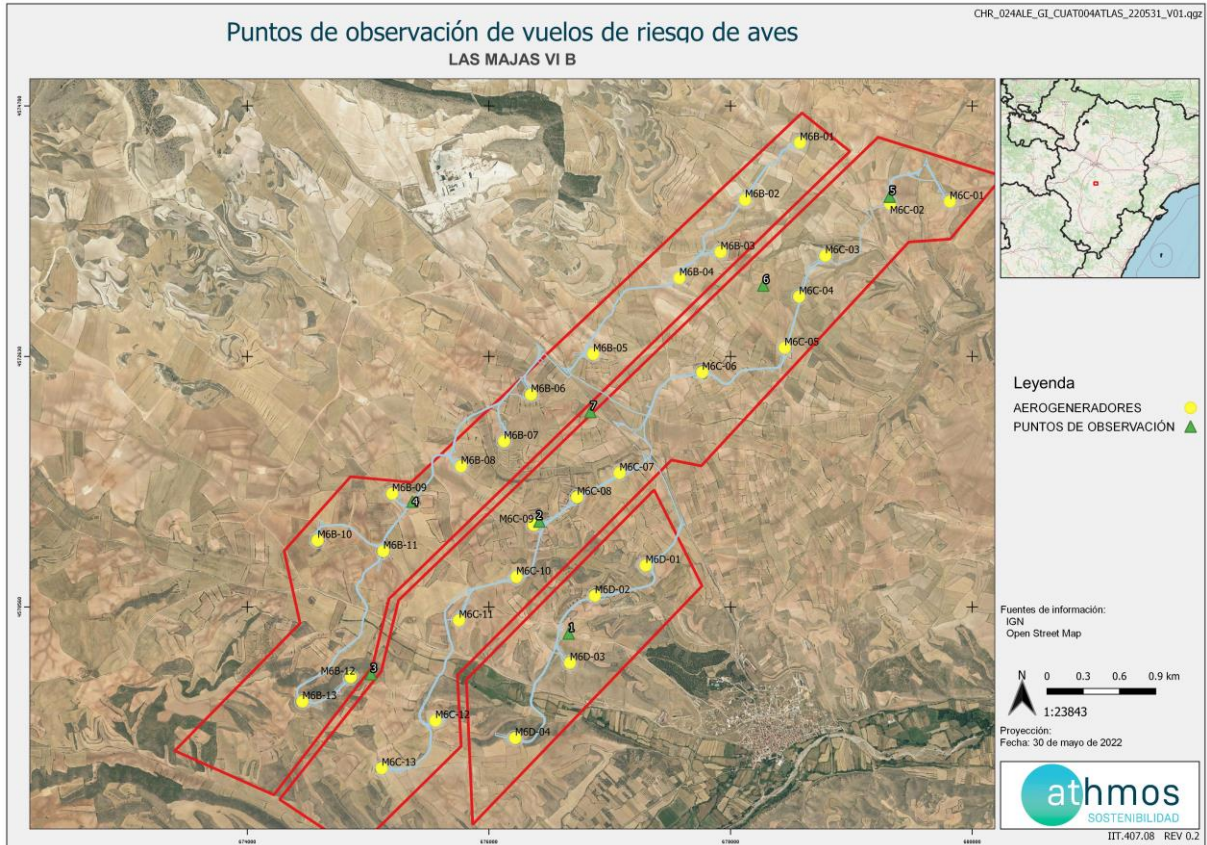 CHR_024ALE_GI_CUAT004ATLAS_220531_V01.qgz
Puntos de observación de vuelos de riesgo de aves
LAS MAJAS VI B
M6B-01
M6B-02
M6B-03
M6B-04
M6B-05
M6B-06
M6B-07
M6B-08
M6B-09
M6B-10
M6B-11
M6B-12
M6B-13
M6C-01
M6C-02
M6C-03
M6C-04
M6C-05
M6C-06
M6C-07
M6C-08
M6C-09
M6C-10
M6C-11
M6C-12
M6C-13
M6D-01
M6D-02
M6D-03
M6D-04
5
6
7
4
2
1
3
674000
676000
678000
680000
Leyenda
AEROGENERADORES
PUNTOS DE OBSERVACIÓN
Fuentes de información:
IGN
Open Street Map
N
0 0.3 0.6 0.9 km
1:23843
Proyección:
Fecha: 30 de mayo de 2022
athmos
SOSTENIBILIDAD
IIT.407.08 REV 0.2